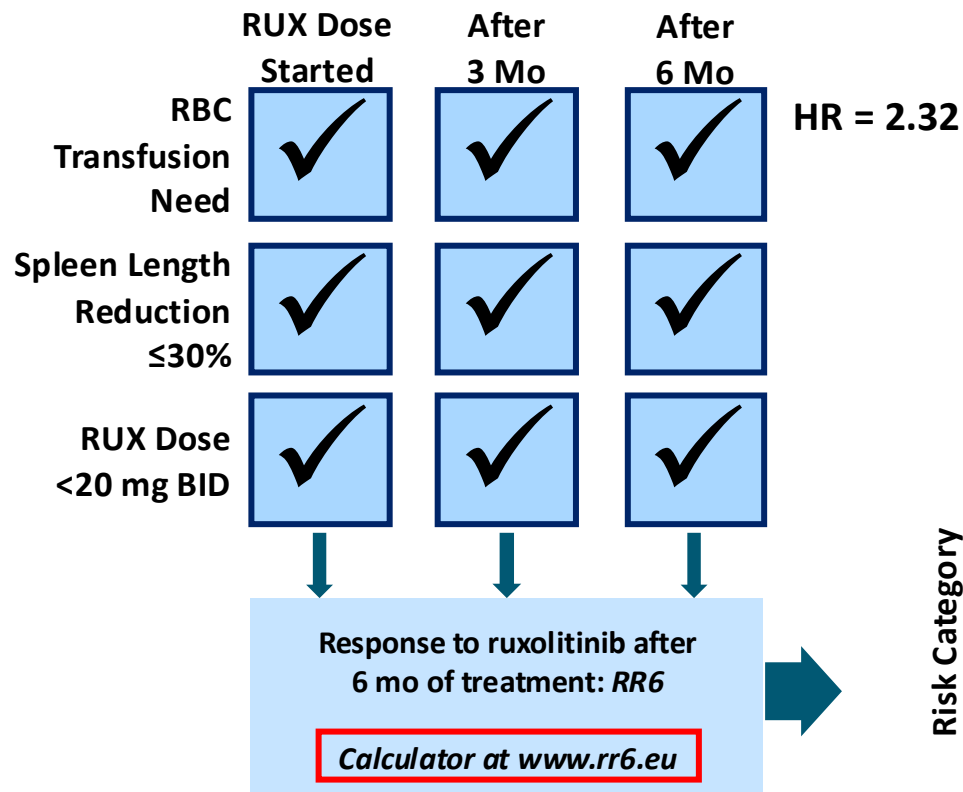 RUX Dose
Started
After
3 Mo
After
6 Mo
RBC
Transfusion
Need
HR = 2.32
Spleen Length
Reduction
≤30%
RUX Dose
<20 mg BID
Response to ruxolitinib after
6 mo of treatment: RR6
Calculator at www.rr6.eu
Risk Category